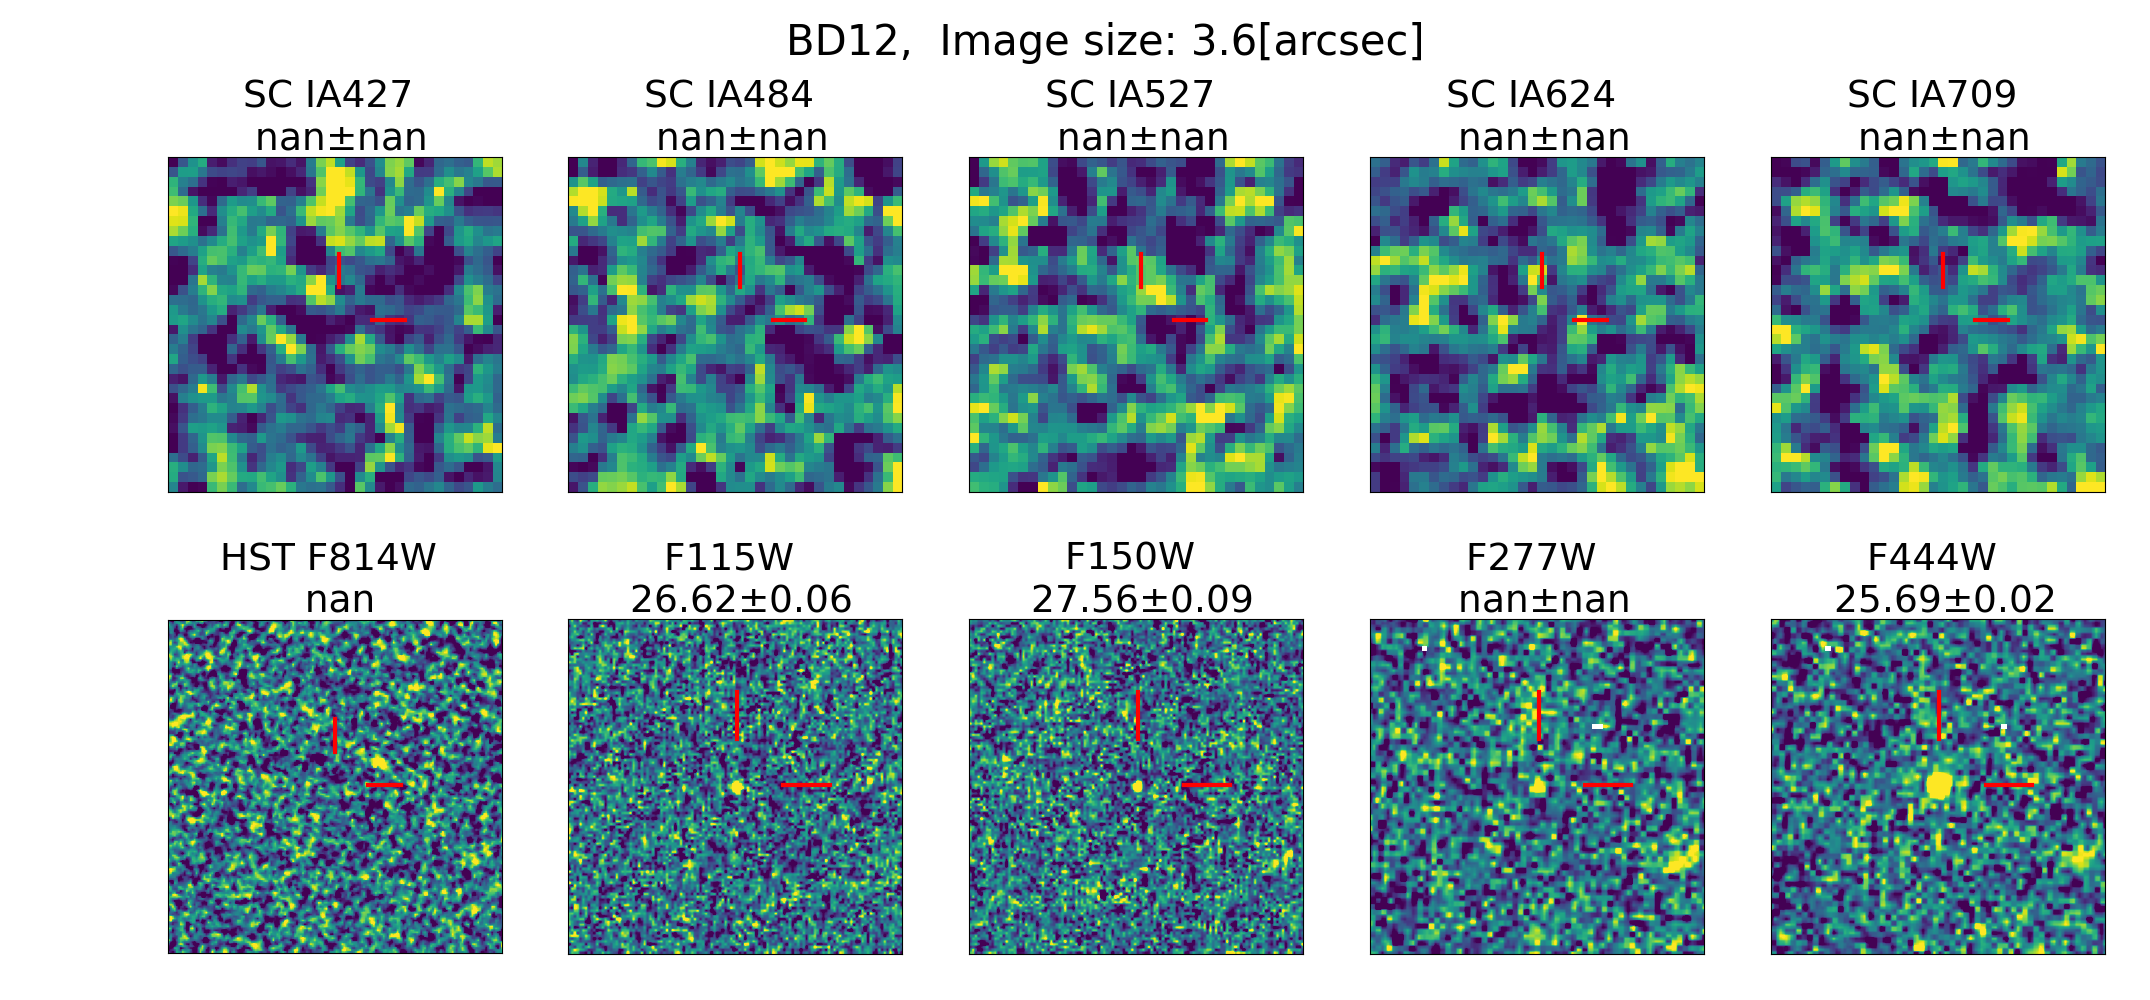 BD12,  Image size: 3.6[arcsec]
SC IA427
nan±nan
SC IA484
nan±nan
SC IA527
nan±nan
SC IA624
nan±nan
SC IA709
nan±nan
HST F814W
nan
F115W
26.62±0.06
F150W
27.56±0.09
F277W
nan±nan
F444W
25.69±0.02